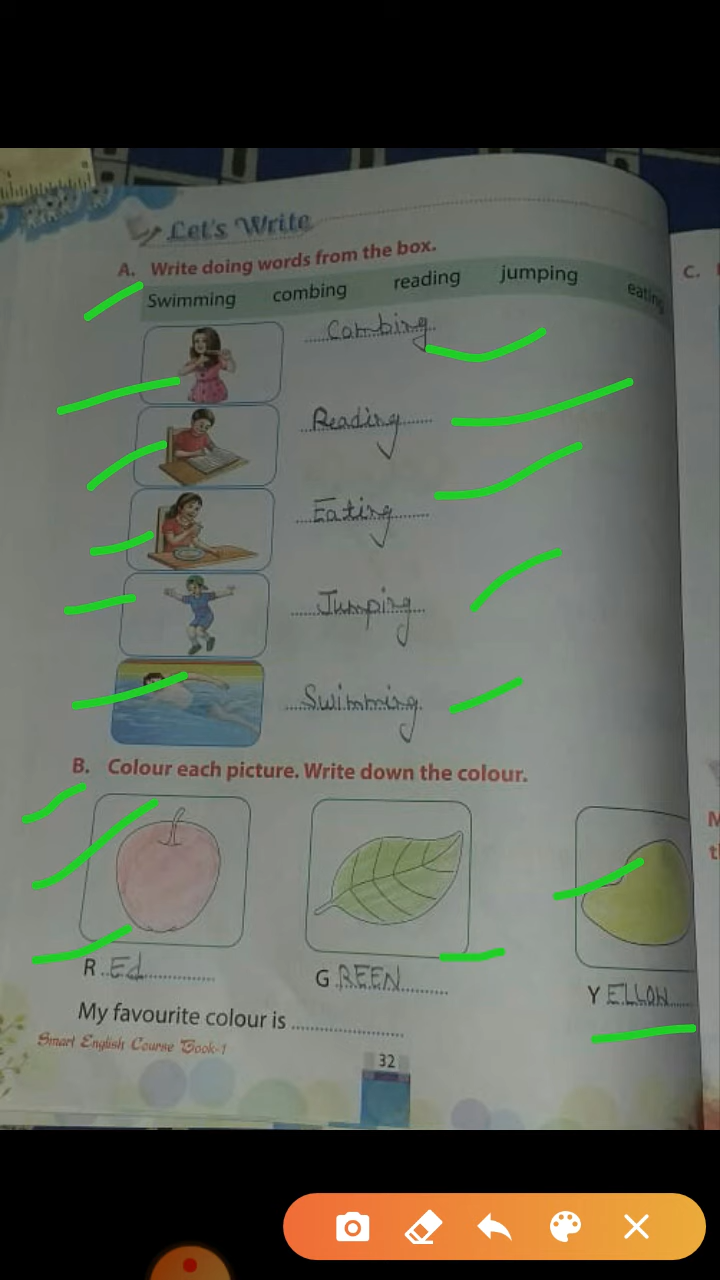 Let's Write
A. Write doing words from the box.
Swimming combing reading jumping eating
Combing
Reading
Eating
Jumping
Swimming
B. Colour each picture. Write down the colour.
R Ed
G REEN
Y ELLOW
My favourite colour is
Smart English Course Book-1
32
C.